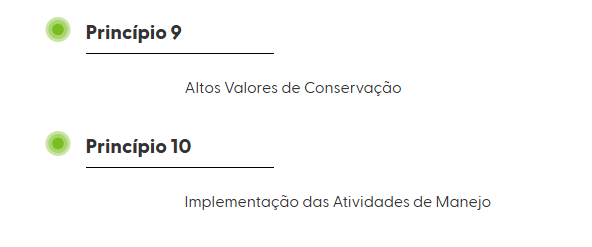 Princípio 9
Altos Valores de Conservação
Princípio 10
Implementação das Atividades de Manejo